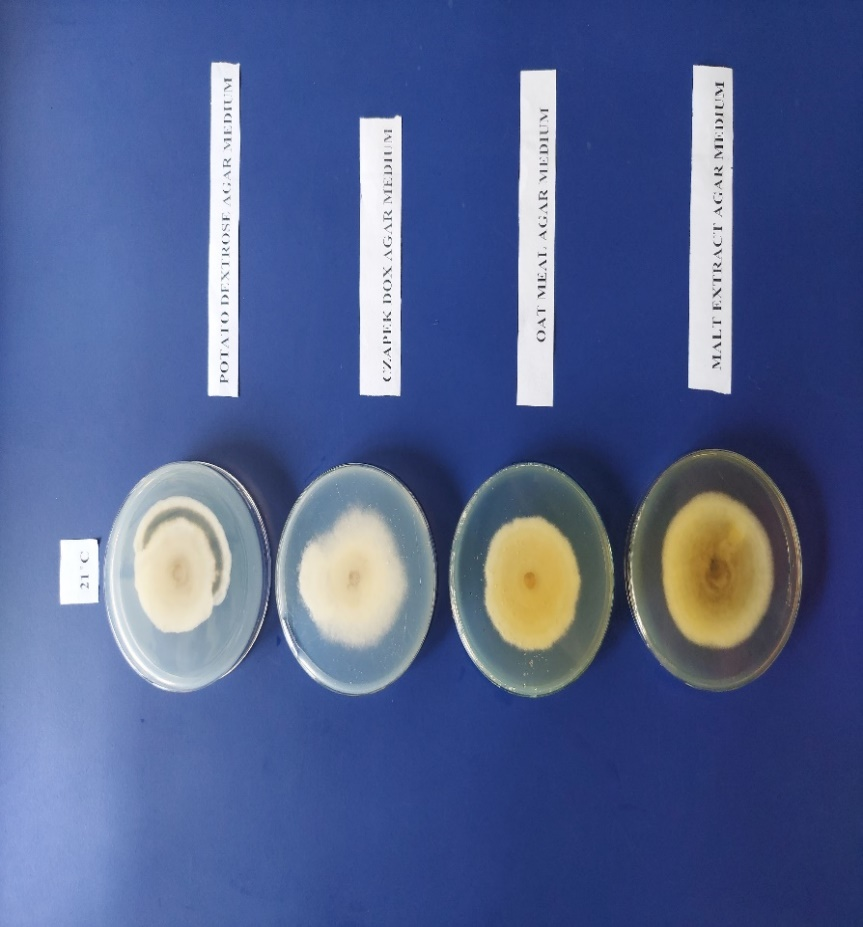 POTATO DEXTROSE AGAR MEDIUM
CZAPEK DOX AGAR MEDIUM
OAT MEAL AGAR MEDIUM
MALT EXTRACT AGAR MEDIUM
21°C